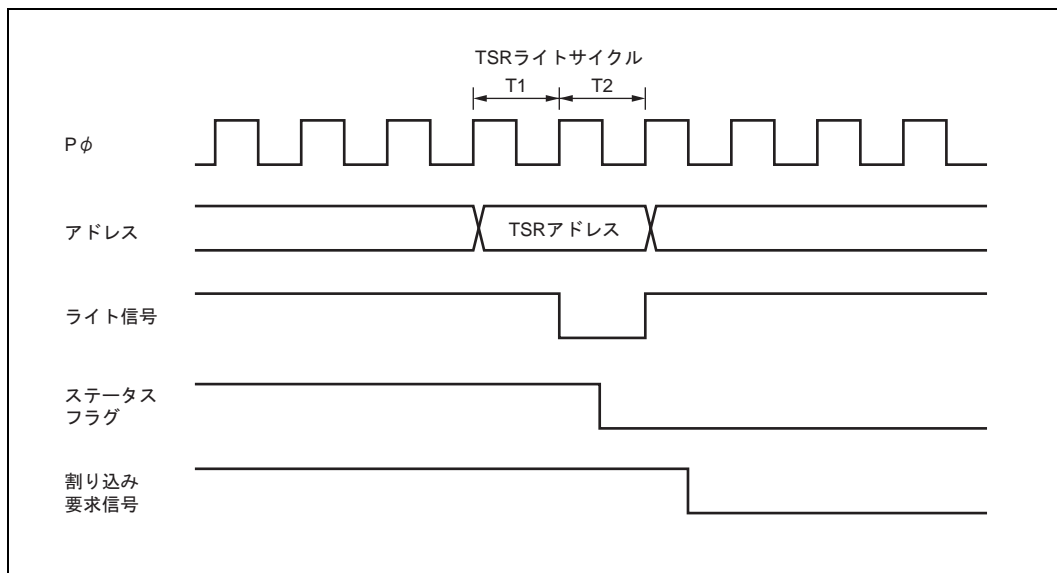 TSRライトサイクル
T1
T2
Pφ
アドレス
TSRアドレス
ライト信号
ステータス
フラグ
割り込み
要求信号